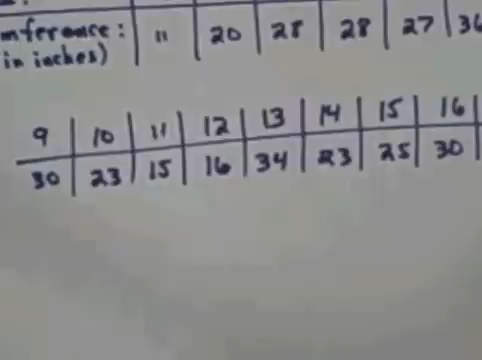 in inches) 11 20 28 28 27
9 10 11 12 13 14 15 16
30 23 15 16 34 23 25 30